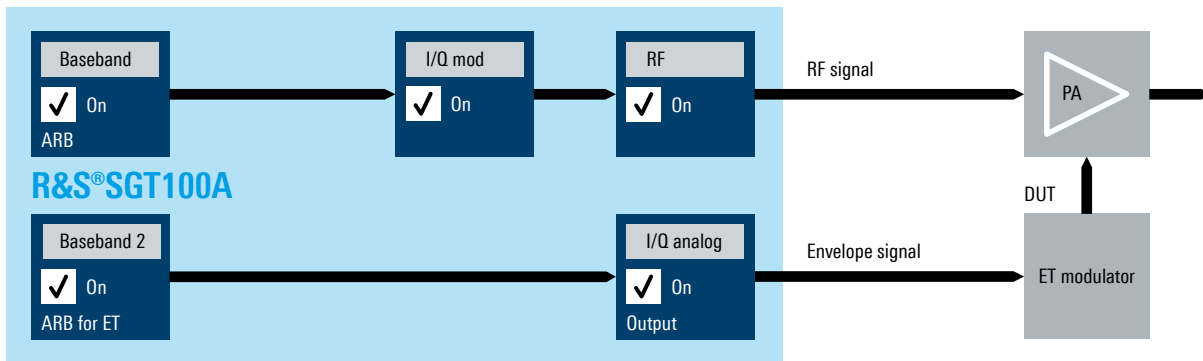 Baseband
On
ARB
I/Q mod
On
RF
On
RF signal
PA
R&S®SGT100A
DUT
Baseband 2
On
ARB for ET
I/Q analog
On
Output
Envelope signal
ET modulator